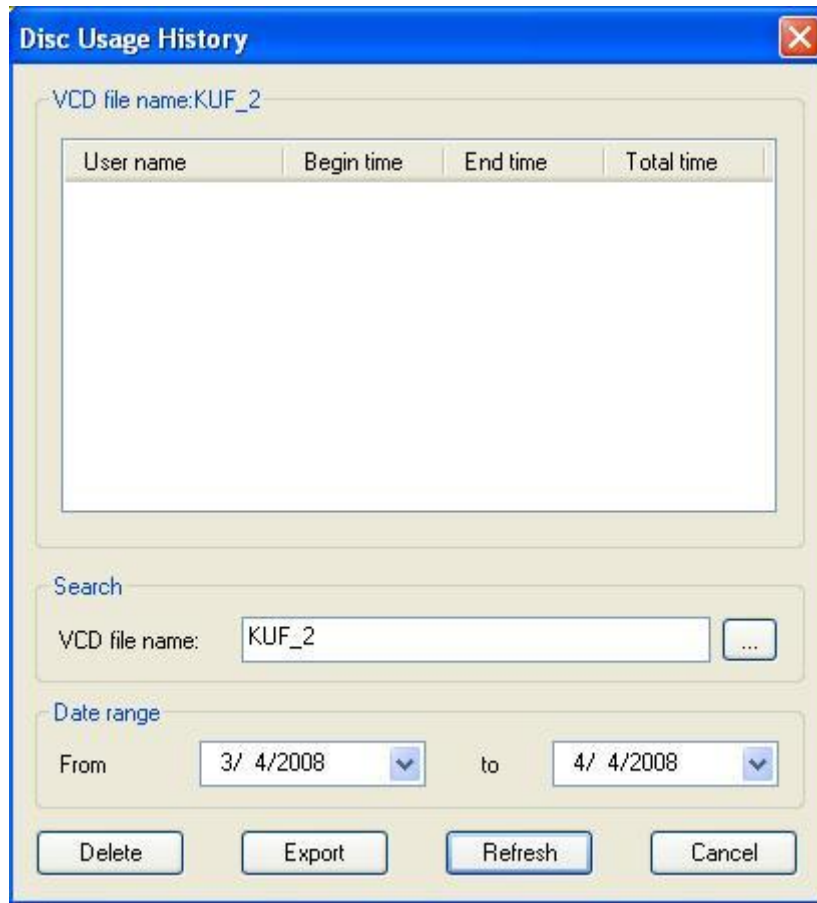 Disc Usage History
VCD file name:KUF_2
User name Begin time End time Total time
Search
VCD file name: KUF_2 ...
Date range
From 3/ 4/2008 to 4/ 4/2008
Delete Export Refresh Cancel